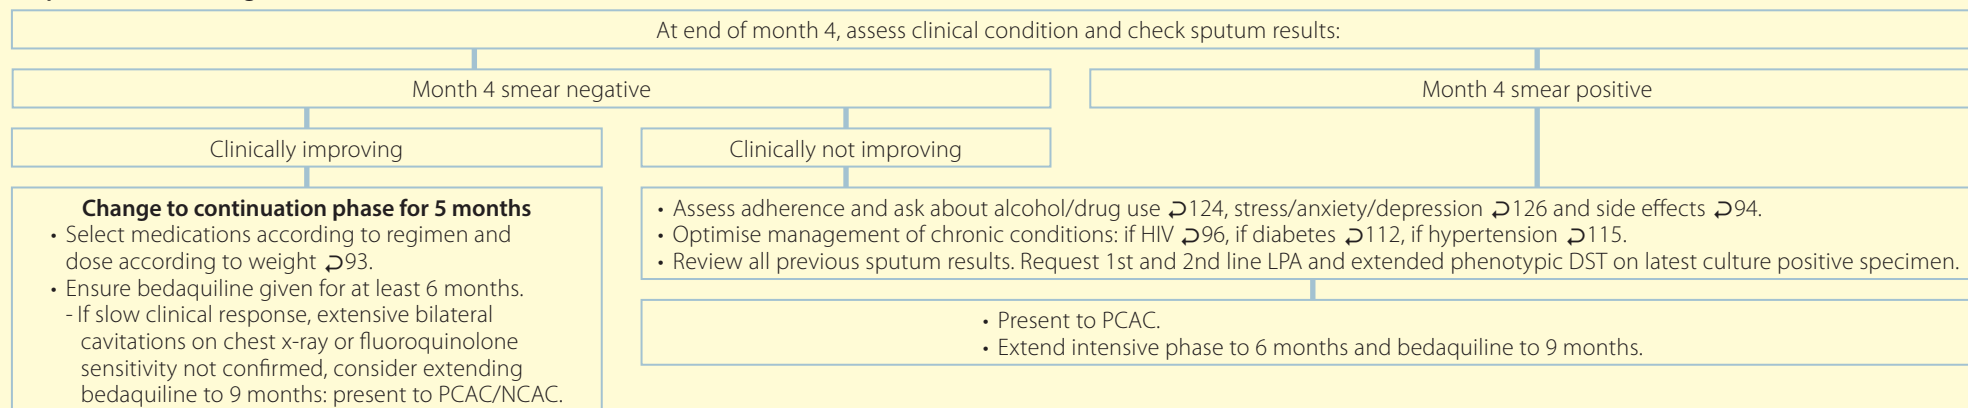 At end of month 4, assess clinical condition and check sputum results:
Month 4 smear negative
Month 4 smear positive
Clinically improving
Clinically not improving
Change to continuation phase for 5 months
• Select medications according to regimen and
dose according to weight ⮌93.
• Ensure bedaquiline given for at least 6 months.
- If slow clinical response, extensive bilateral
cavitations on chest x-ray or fluoroquinolone
sensitivity not confirmed, consider extending
bedaquiline to 9 months: present to PCAC/NCAC.
• Assess adherence and ask about alcohol/drug use ⮌124, stress/anxiety/depression ⮌126 and side effects ⮌94.
• Optimise management of chronic conditions: if HIV ⮌96, if diabetes ⮌112, if hypertension ⮌115.
• Review all previous sputum results. Request 1st and 2nd line LPA and extended phenotypic DST on latest culture positive specimen.
• Present to PCAC.
• Extend intensive phase to 6 months and bedaquiline to 9 months.